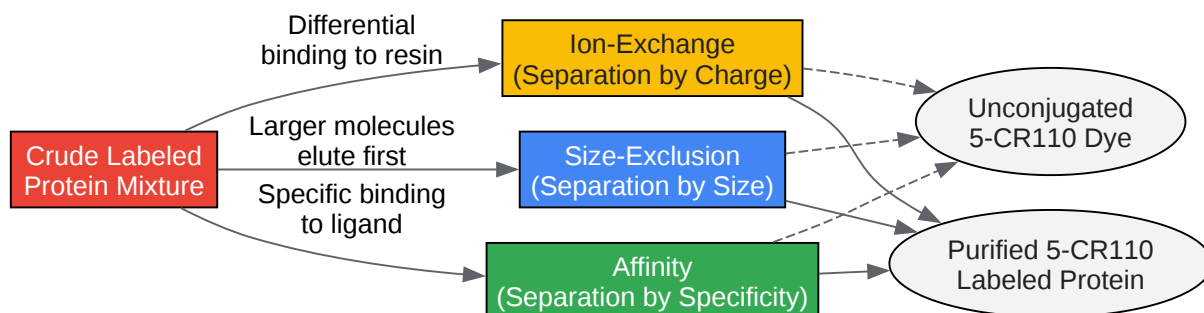 Differential
binding to resin
Ion-Exchange
(Separation by Charge)
Unconjugated
5-CR110 Dye
Crude Labeled
Protein Mixture
Larger molecules
elute first
Size-Exclusion
(Separation by Size)
Specific binding
to ligand
Affinity
(Separation by Specificity)
Purified 5-CR110
Labeled Protein